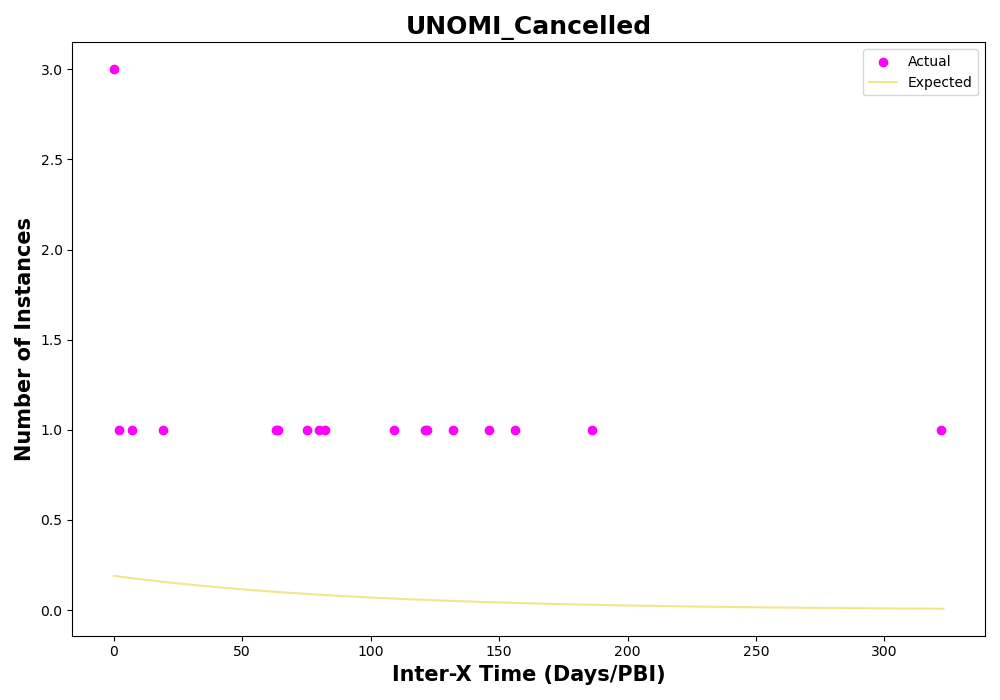 UNOMI_Cancelled
Actual
Expected
3.0
2.5
2.0
1.5
1.0
0.5
0.0
Number of Instances
0 50 100 150 200 250 300
Inter-X Time (Days/PBI)